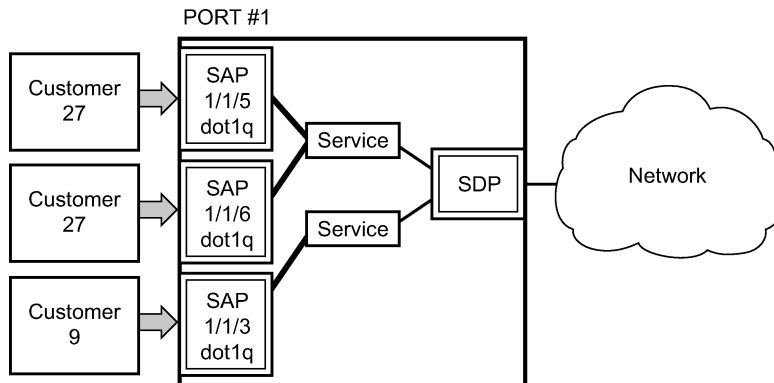 PORT #1
Customer
27
SAP
1/1/5
dot1q
Service
Customer
27
SAP
1/1/6
dot1q
SDP
Network
Service
Customer
9
SAP
1/1/3
dot1q